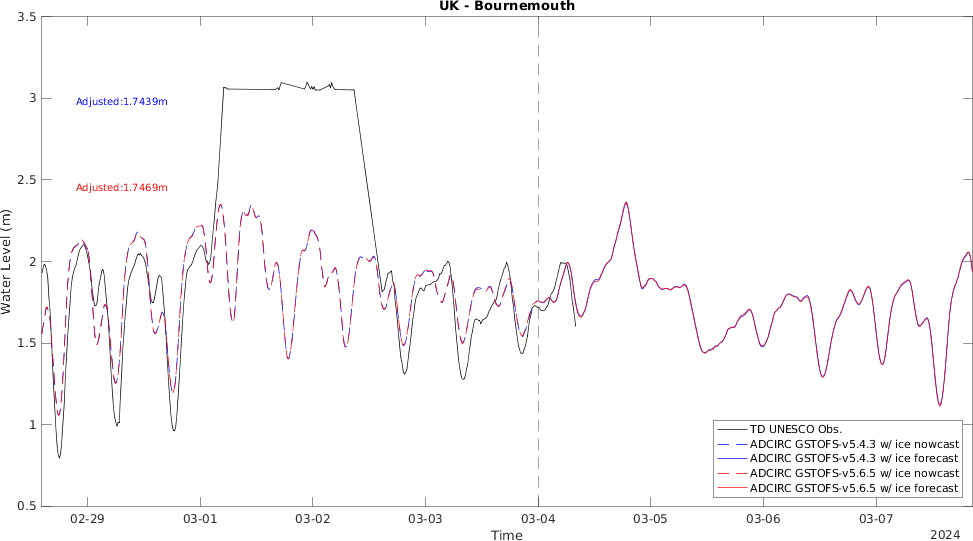 UK - Bournemouth
3.5
3
2.5
2
1.5
1
0.5
Water Level (m)
Adjusted:1.7439m
Adjusted:1.7469m
TD UNESCO Obs.
ADCIRC GSTOFS-v5.4.3 w/ ice nowcast
ADCIRC GSTOFS-v5.4.3 w/ ice forecast
ADCIRC GSTOFS-v5.6.5 w/ ice nowcast
ADCIRC GSTOFS-v5.6.5 w/ ice forecast
02-29 03-01 03-02 03-03 03-04 03-05 03-06 03-07
Time
2024